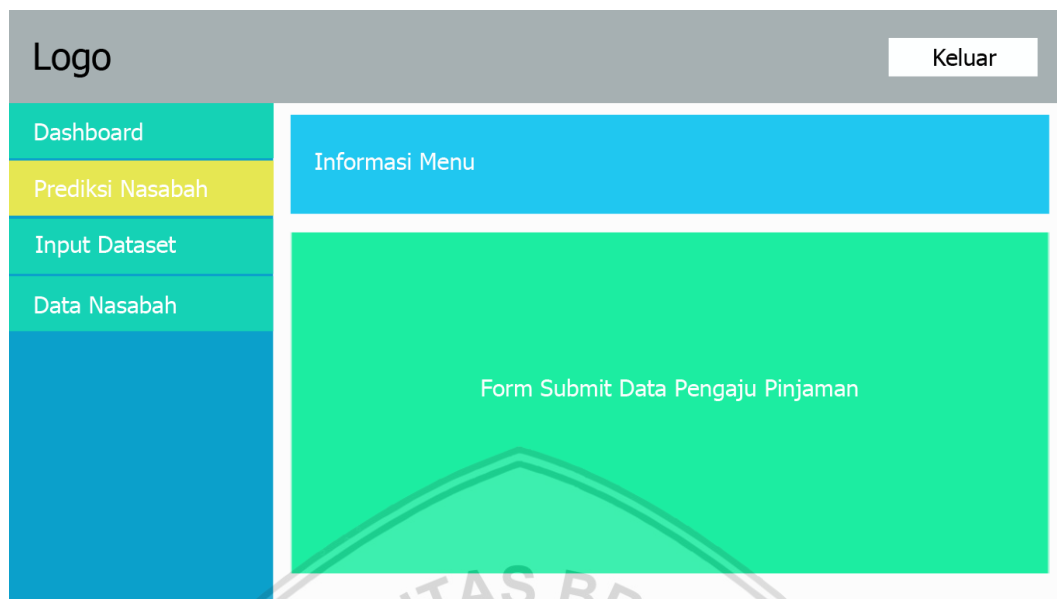 Logo
Keluar
Dashboard
Prediksi Nasabah
Input Dataset
Data Nasabah
Informasi Menu
Form Submit Data Pengaju Pinjaman